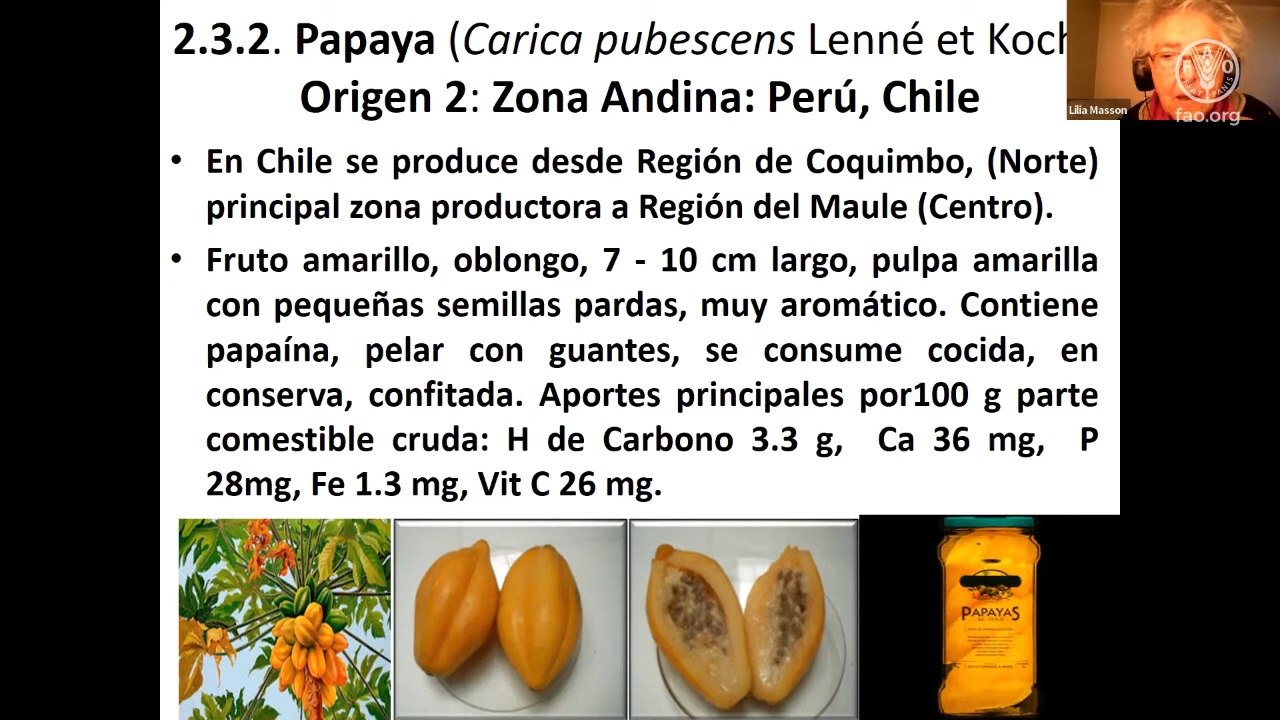 2.3.2. Papaya (Carica pubescens Lenné et Koch
Origen 2: Zona Andina: Perú, Chile
• En Chile se produce desde Región de Coquimbo, (Norte)
principal zona productora a Región del Maule (Centro).
• Fruto amarillo, oblongo, 7 - 10 cm largo, pulpa amarilla
con pequeñas semillas pardas, muy aromático. Contiene
papaína, pelar con guantes, se consume cocida, en
conserva, confitada. Aportes principales por100 g parte
comestible cruda: H de Carbono 3.3 g, Ca 36 mg, P
28mg, Fe 1.3 mg, Vit C 26 mg.
Lilia Masson
F A O
PANIS
fao.org
PAPAYAS